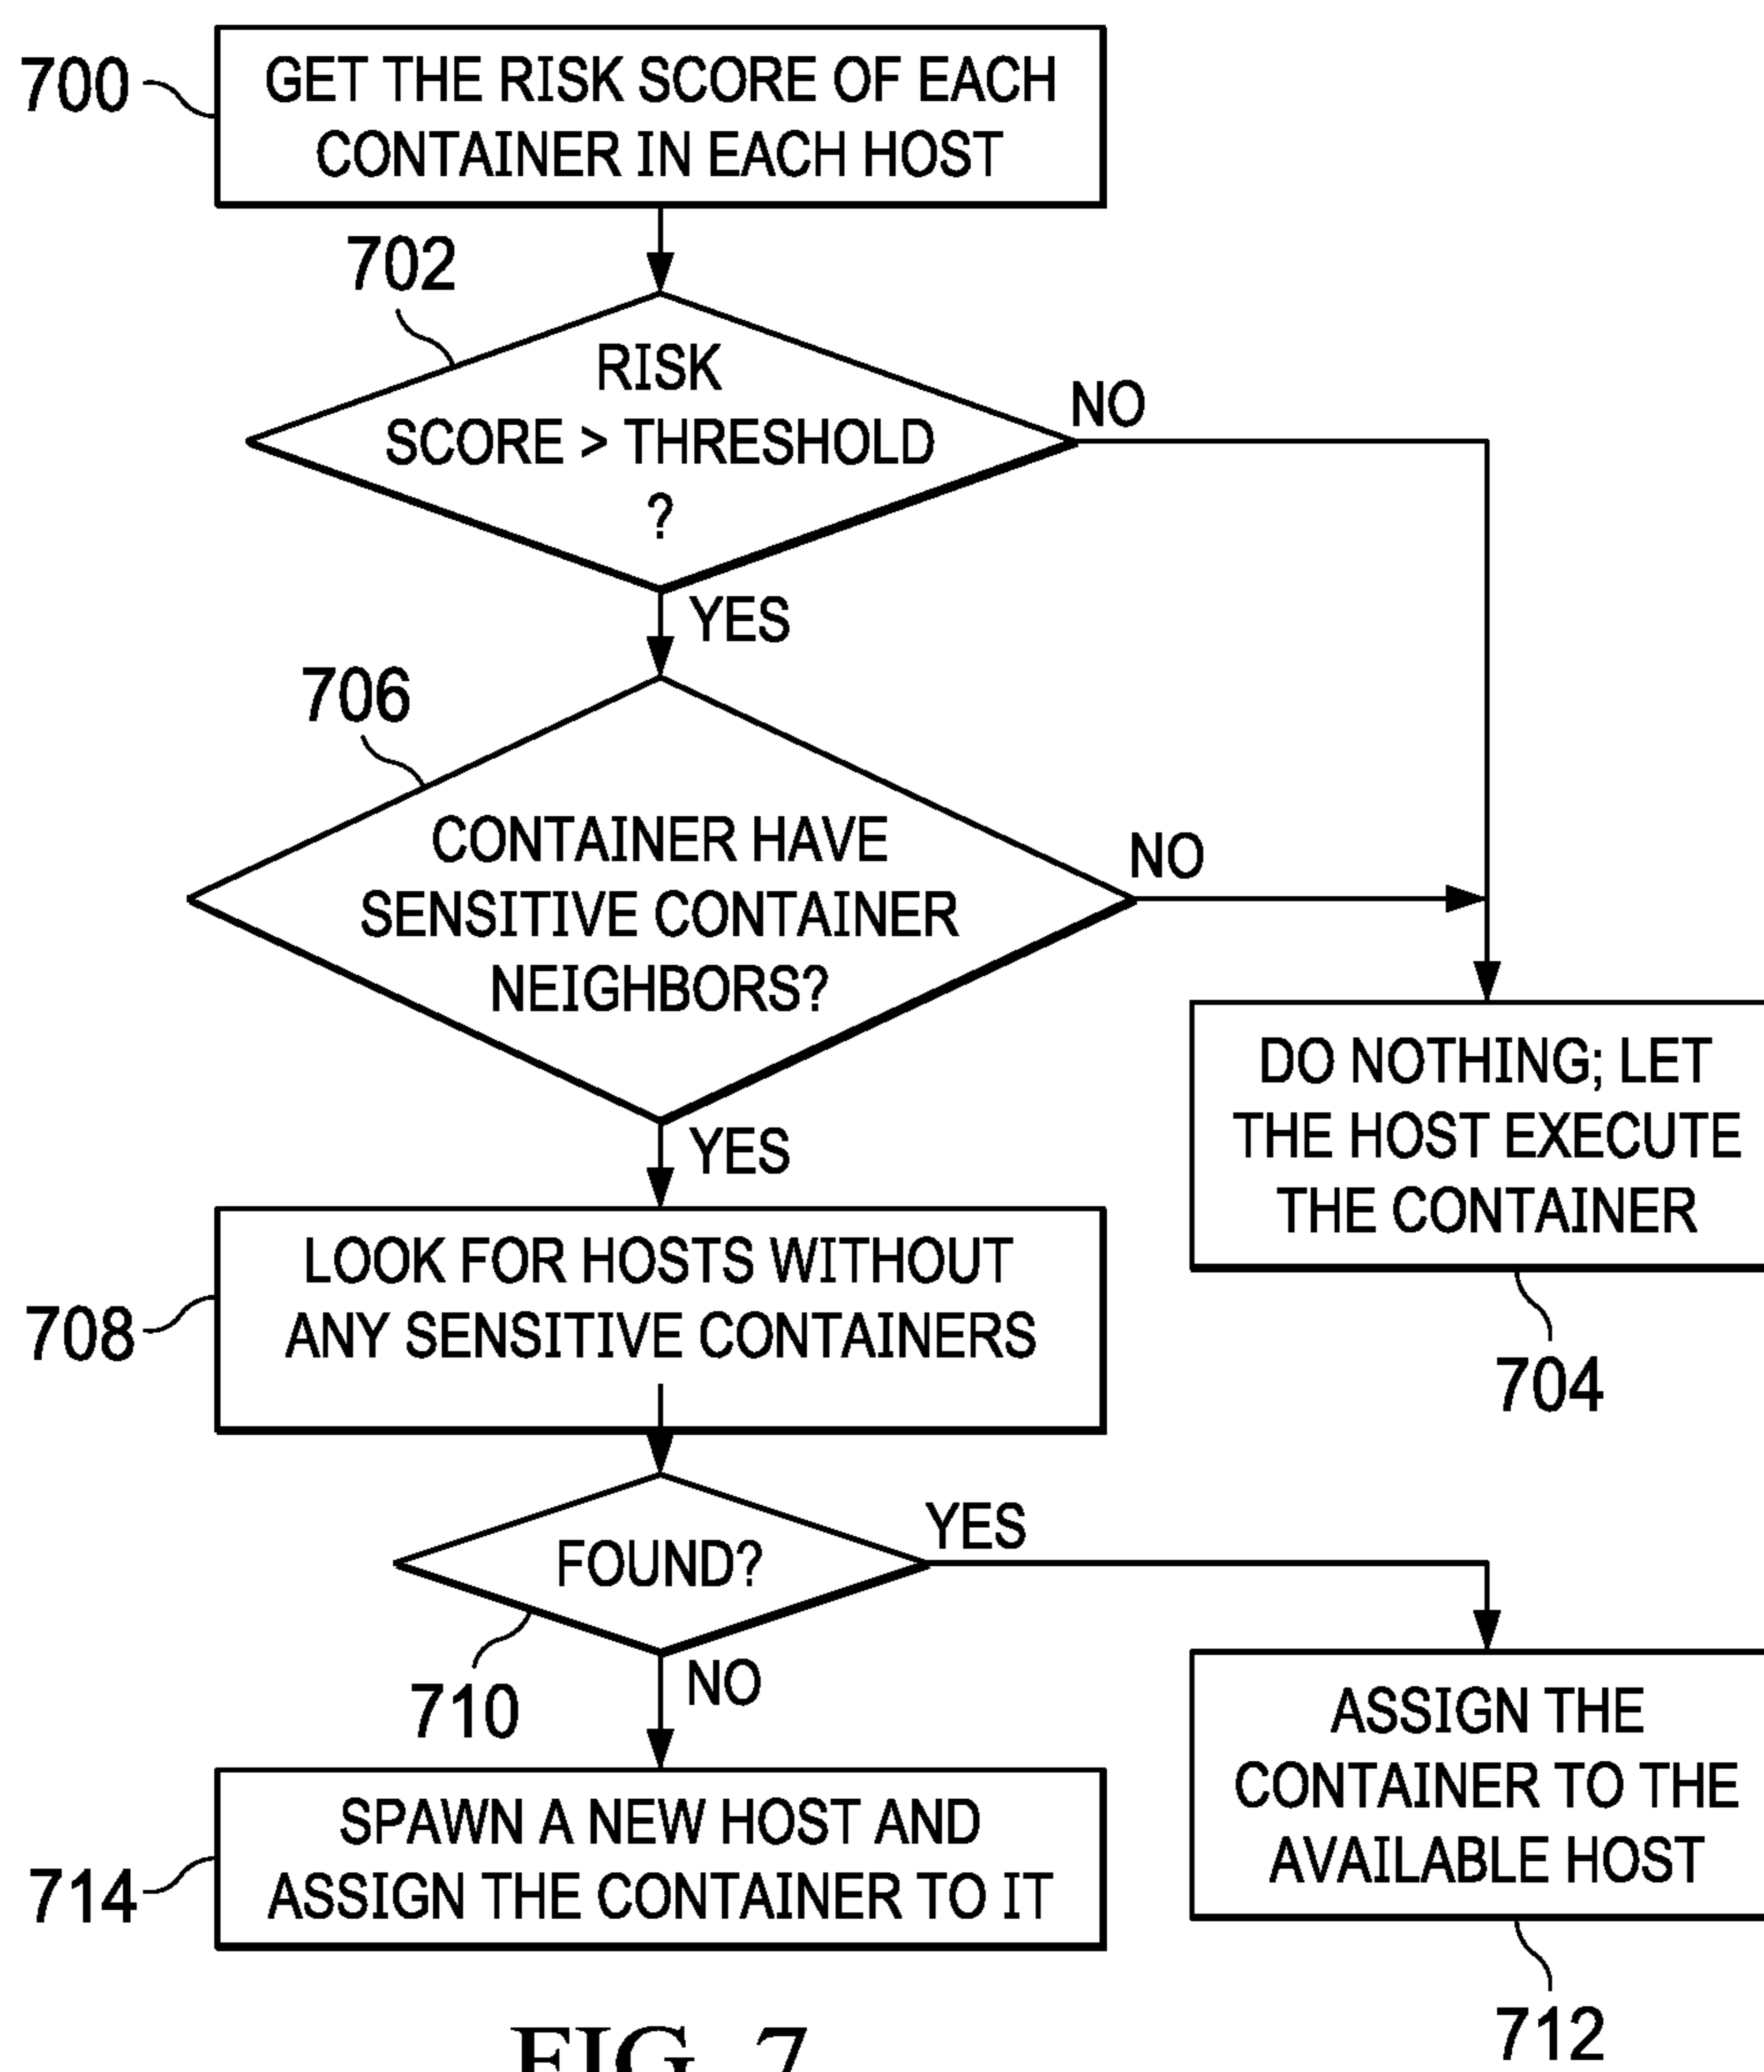 700
GET THE RISK SCORE OF EACH
CONTAINER IN EACH HOST
702
RISK
SCORE > THRESHOLD
?
NO
YES
706
CONTAINER HAVE
SENSITIVE CONTAINER
NEIGHBORS?
NO
YES
DO NOTHING; LET
THE HOST EXECUTE
THE CONTAINER
704
708
LOOK FOR HOSTS WITHOUT
ANY SENSITIVE CONTAINERS
FOUND?
YES
710
NO
ASSIGN THE
CONTAINER TO THE
AVAILABLE HOST
712
714
SPAWN A NEW HOST AND
ASSIGN THE CONTAINER TO IT
FIG. 7